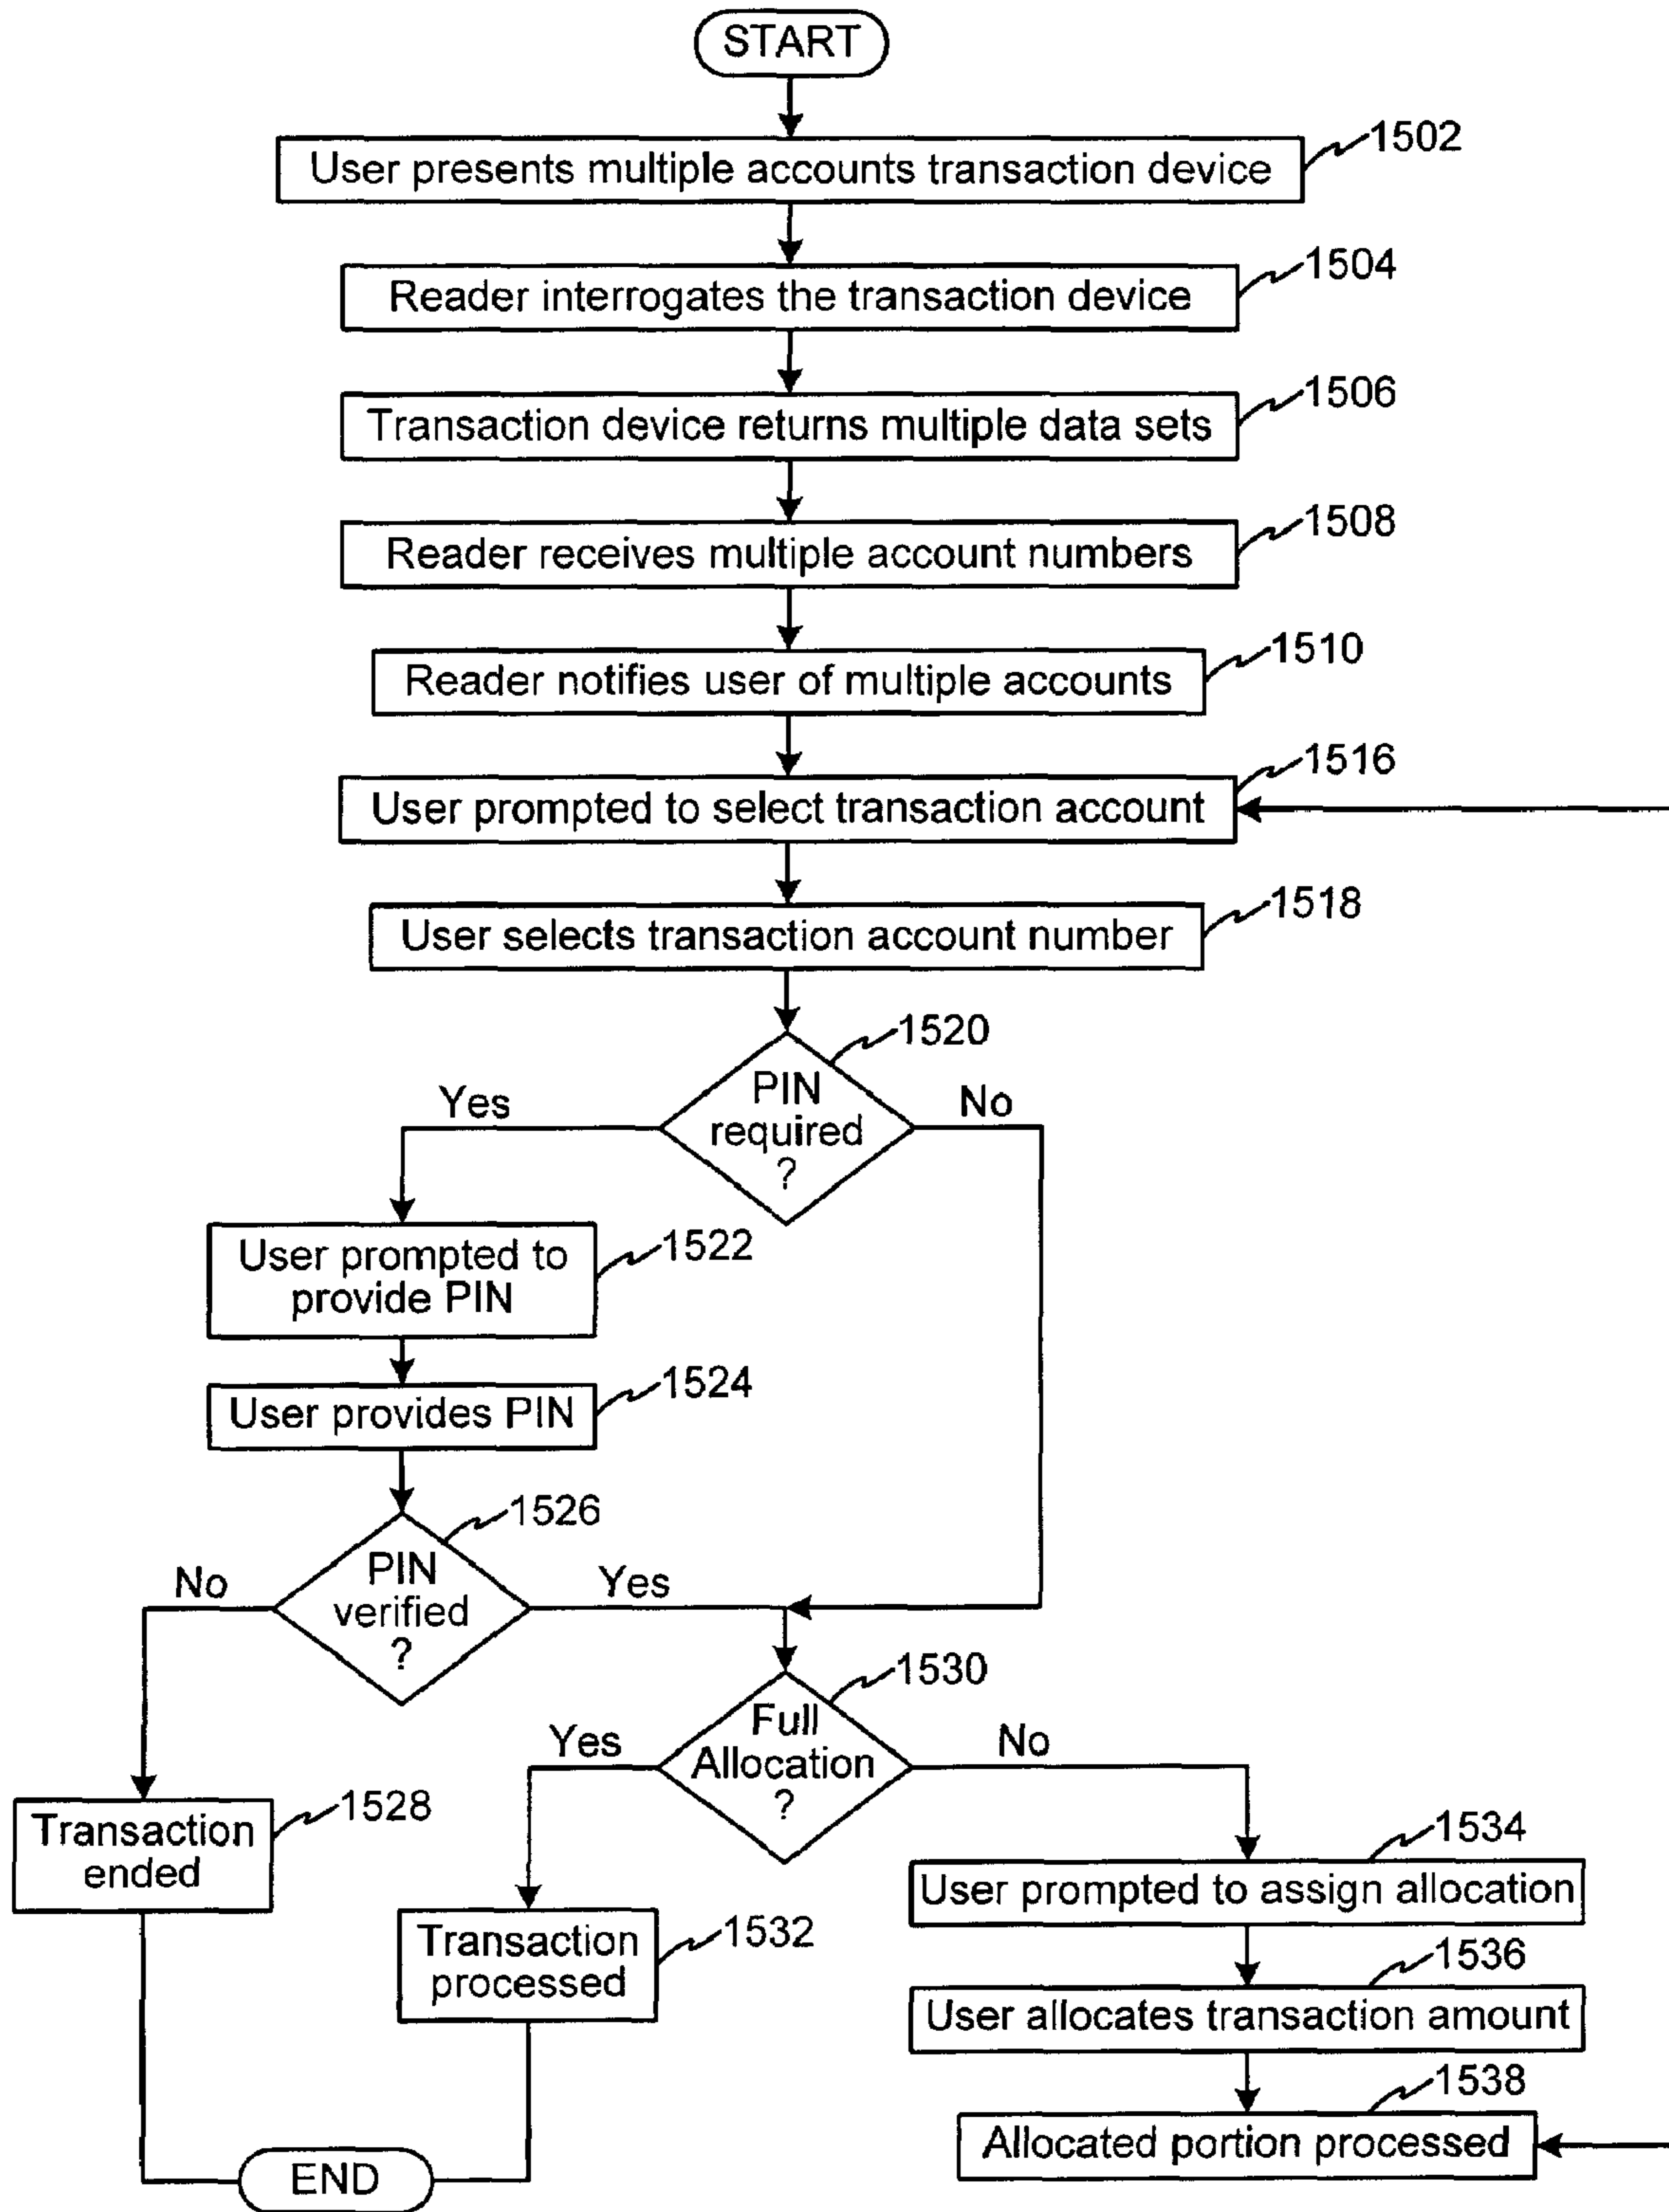 START
User presents multiple accounts transaction device
1502
Reader interrogates the transaction device
1504
Transaction device returns multiple data sets
1506
Reader receives multiple account numbers
1508
Reader notifies user of multiple accounts
1510
User prompted to select transaction account
1516
User selects transaction account number
1518
1520
PIN
required
?
Yes
No
User prompted to
provide PIN
1522
User provides PIN
1524
1526
PIN
verified
?
No
Yes
1530
Full
Allocation
?
Yes
No
Transaction
ended
1528
Transaction
processed
1532
1534
User prompted to assign allocation
1536
User allocates transaction amount
1538
Allocated portion processed
END